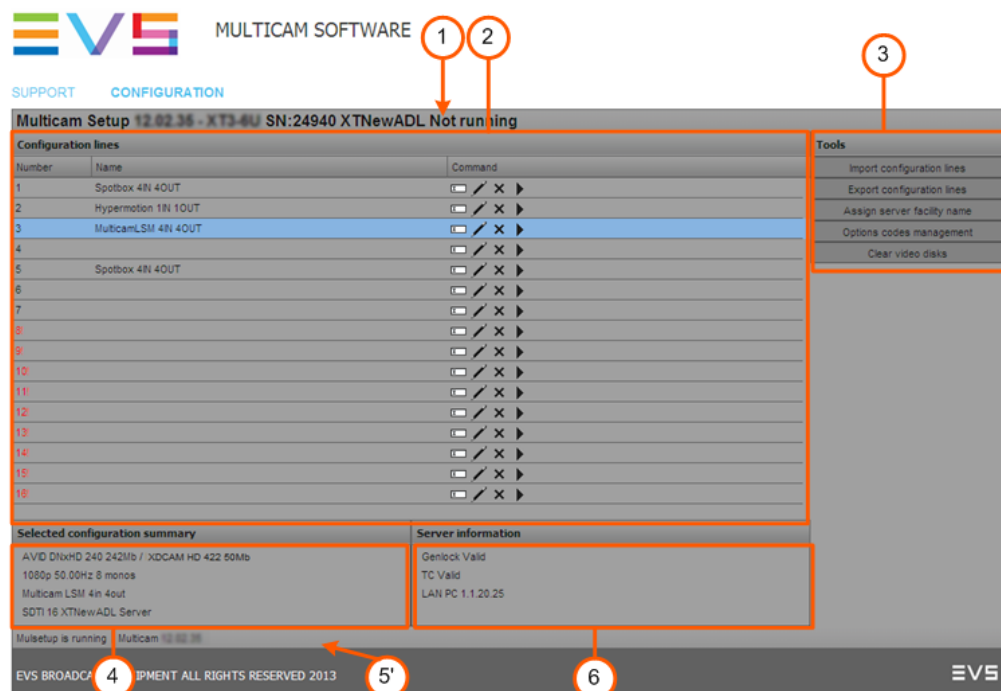 EVS
MULTICAM SOFTWARE
1
2
3
SUPPORT CONFIGURATION
Multicam Setup SN:24940 XTNewADL Not running
Configuration lines
Tools
Number Name Command
Import configuration lines
1 Spotbox 4IN 4OUT
Export configuration lines
2 Hypermotion 1IN 1OUT
Assign server facility name
3 MulticamLSM 4IN 4OUT
Options codes management
4
Clear video disks
5 Spotbox 4IN 4OUT
6
7
8!
9!
10!
11!
12!
13!
14!
15!
16!
Selected configuration summary
Server information
AVID DNxHD 240 242Mb / XDCAM HD 422 50Mb
Genlock Valid
1080p 50.00Hz 8 monos
TC Valid
Multicam LSM 4in 4out
LAN PC 1.1.20.25
SDTI 16 XTNewADL Server
Mulsetup is running Multicam
4
5'
6
EVS IPMENT ALL RIGHTS RESERVED 2013
EVS